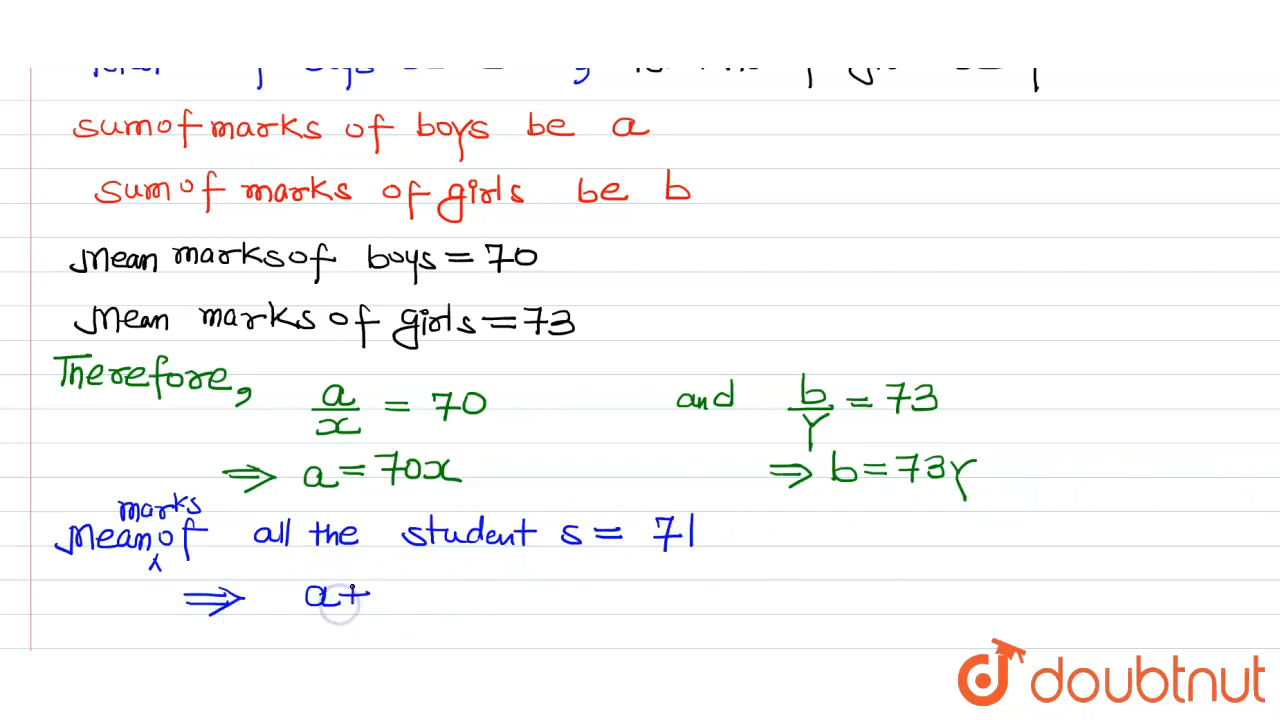 sum of marks of boys be a
sum of marks of girls be b
Mean marks of boys = 70
Mean marks of girls = 73
Therefore,
a/x = 70 and b/y = 73
⇒ a = 70x ⇒ b = 73y
marks
Mean of all the students = 71
⇒ a+
doubtnut